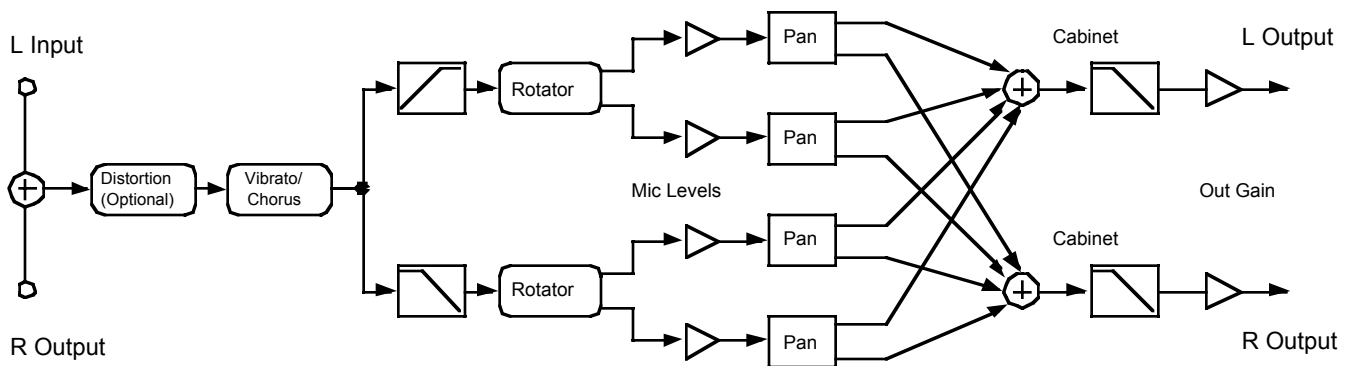 L Input
Distortion
(Optional)
Vibrato/
Chorus
R Output
Rotator
Rotator
Mic Levels
Pan
Pan
Pan
Pan
Cabinet
Cabinet
L Output
Out Gain
R Output